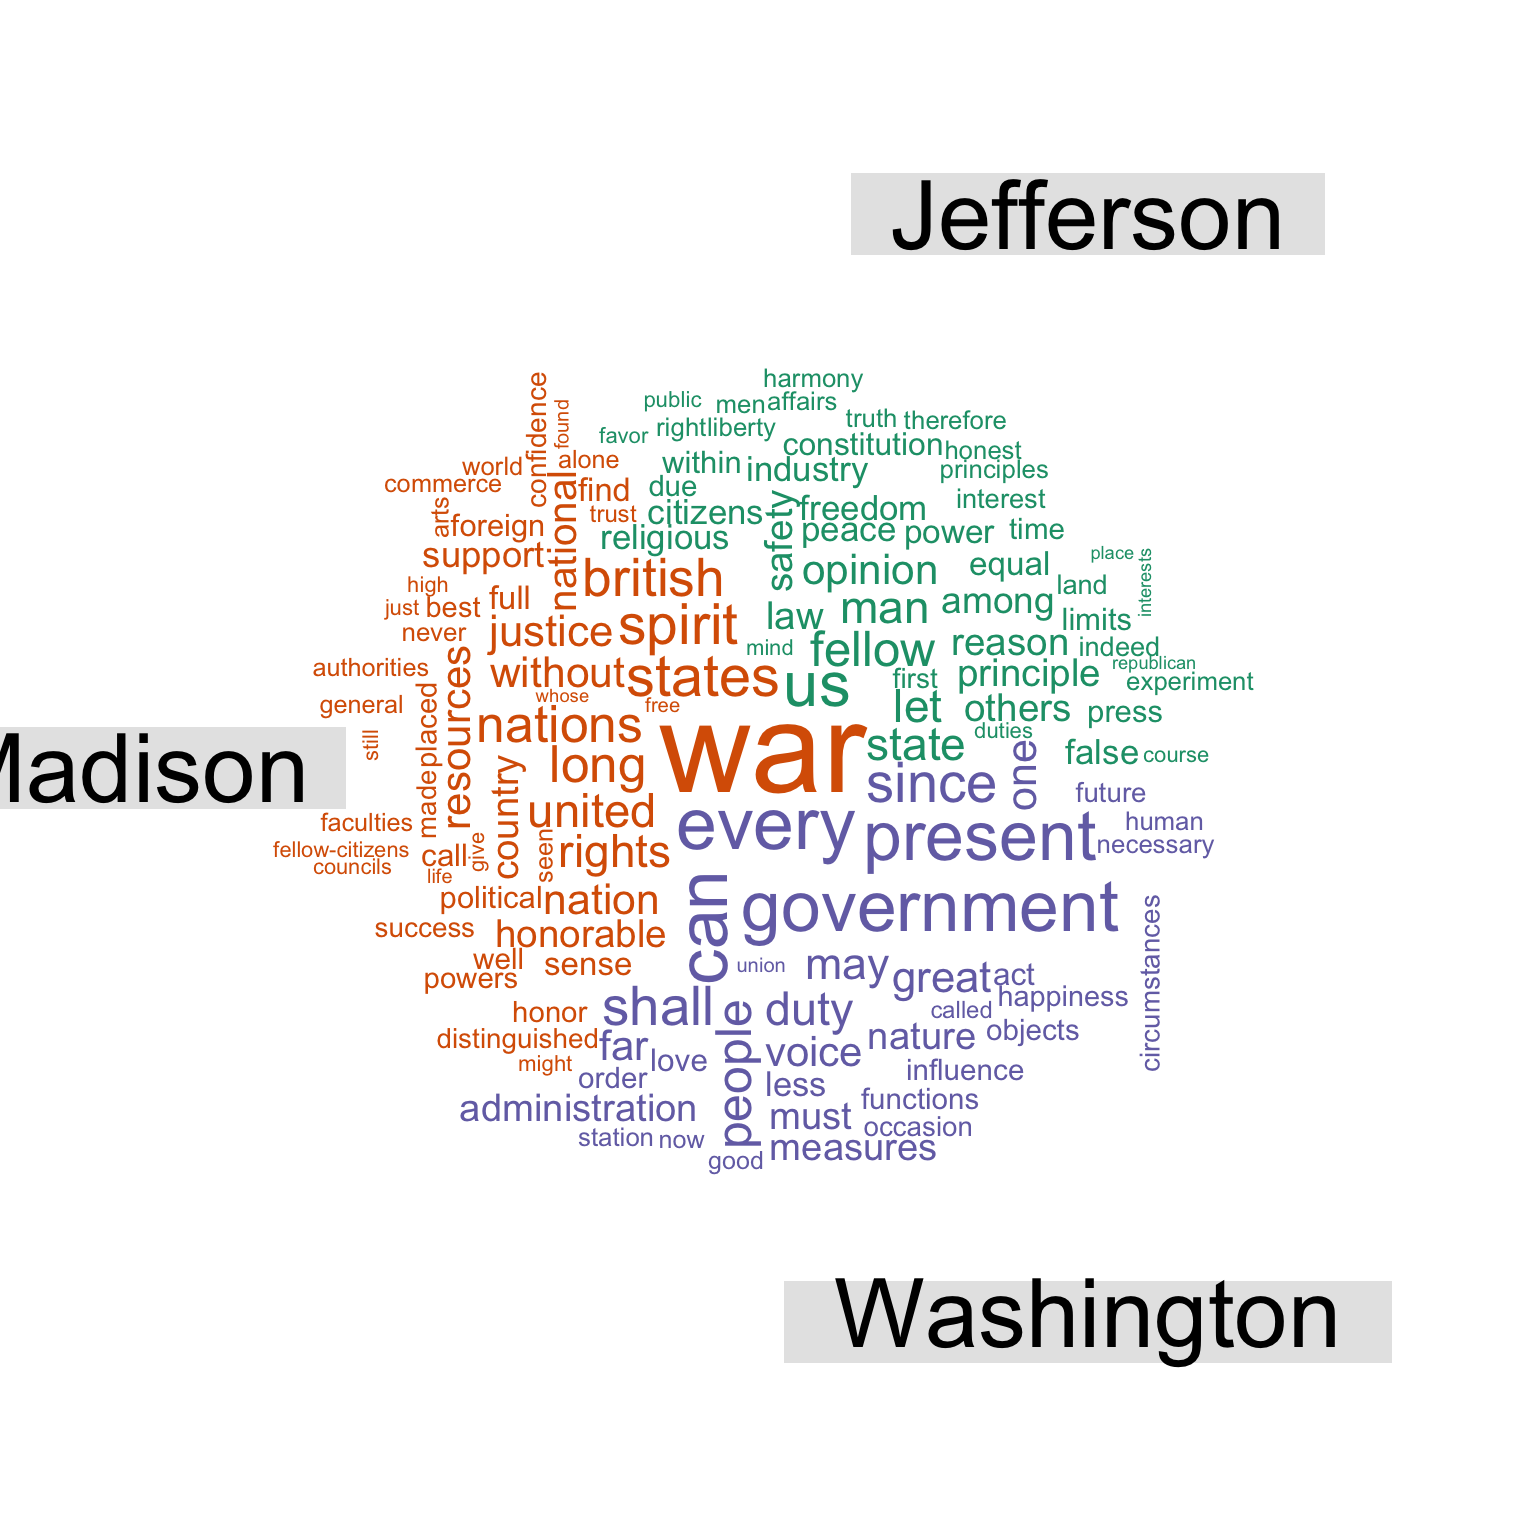 Jefferson
harmony
public
men
affairs
truth
therefore
favor
right
liberty
constitution
honest
confidence
found
world
alone
within
industry
principles
commerce
find
due
interest
arts
national
trust
citizens
safety
freedom
foreign
religious
peace
power
time
support
british
opinion
equal
place
interests
high
full
land
just
best
spirit
law
man
among
limits
never
justice
mind
fellow
reason
indeed
authorities
without
states
us
first
principle
republican
experiment
general
whose
free
let
others
press
resources
made
placed
nations
war
state
duties
false
course
still
Madison
long
since
one
country
united
every
present
future
human
necessary
faculties
fellow-citizens
councils
call
give
life
seen
rights
political
nation
can
government
circumstances
success
honorable
well
sense
powers
union
may
great
act
happiness
honor
shall
duty
called
distinguished
far
people
nature
objects
might
love
voice
order
less
influence
administration
must
functions
station
now
occasion
measures
good
Washington